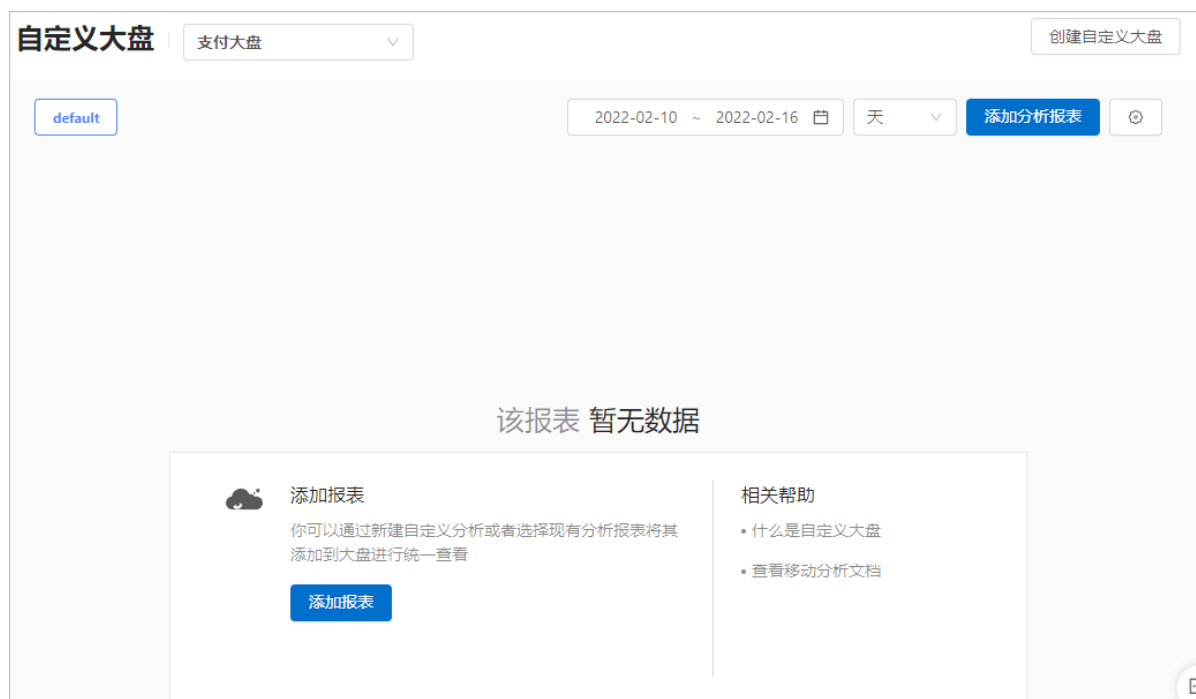 自定义大盘 支付大盘 创建自定义大盘
default 2022-02-10 ~ 2022-02-16 天 添加分析报表
该报表 暂无数据
添加报表 相关帮助
你可以通过新建自定义分析或者选择现有分析报表将其 • 什么是自定义大盘
添加到大盘进行统一查看
• 查看移动分析文档
添加报表